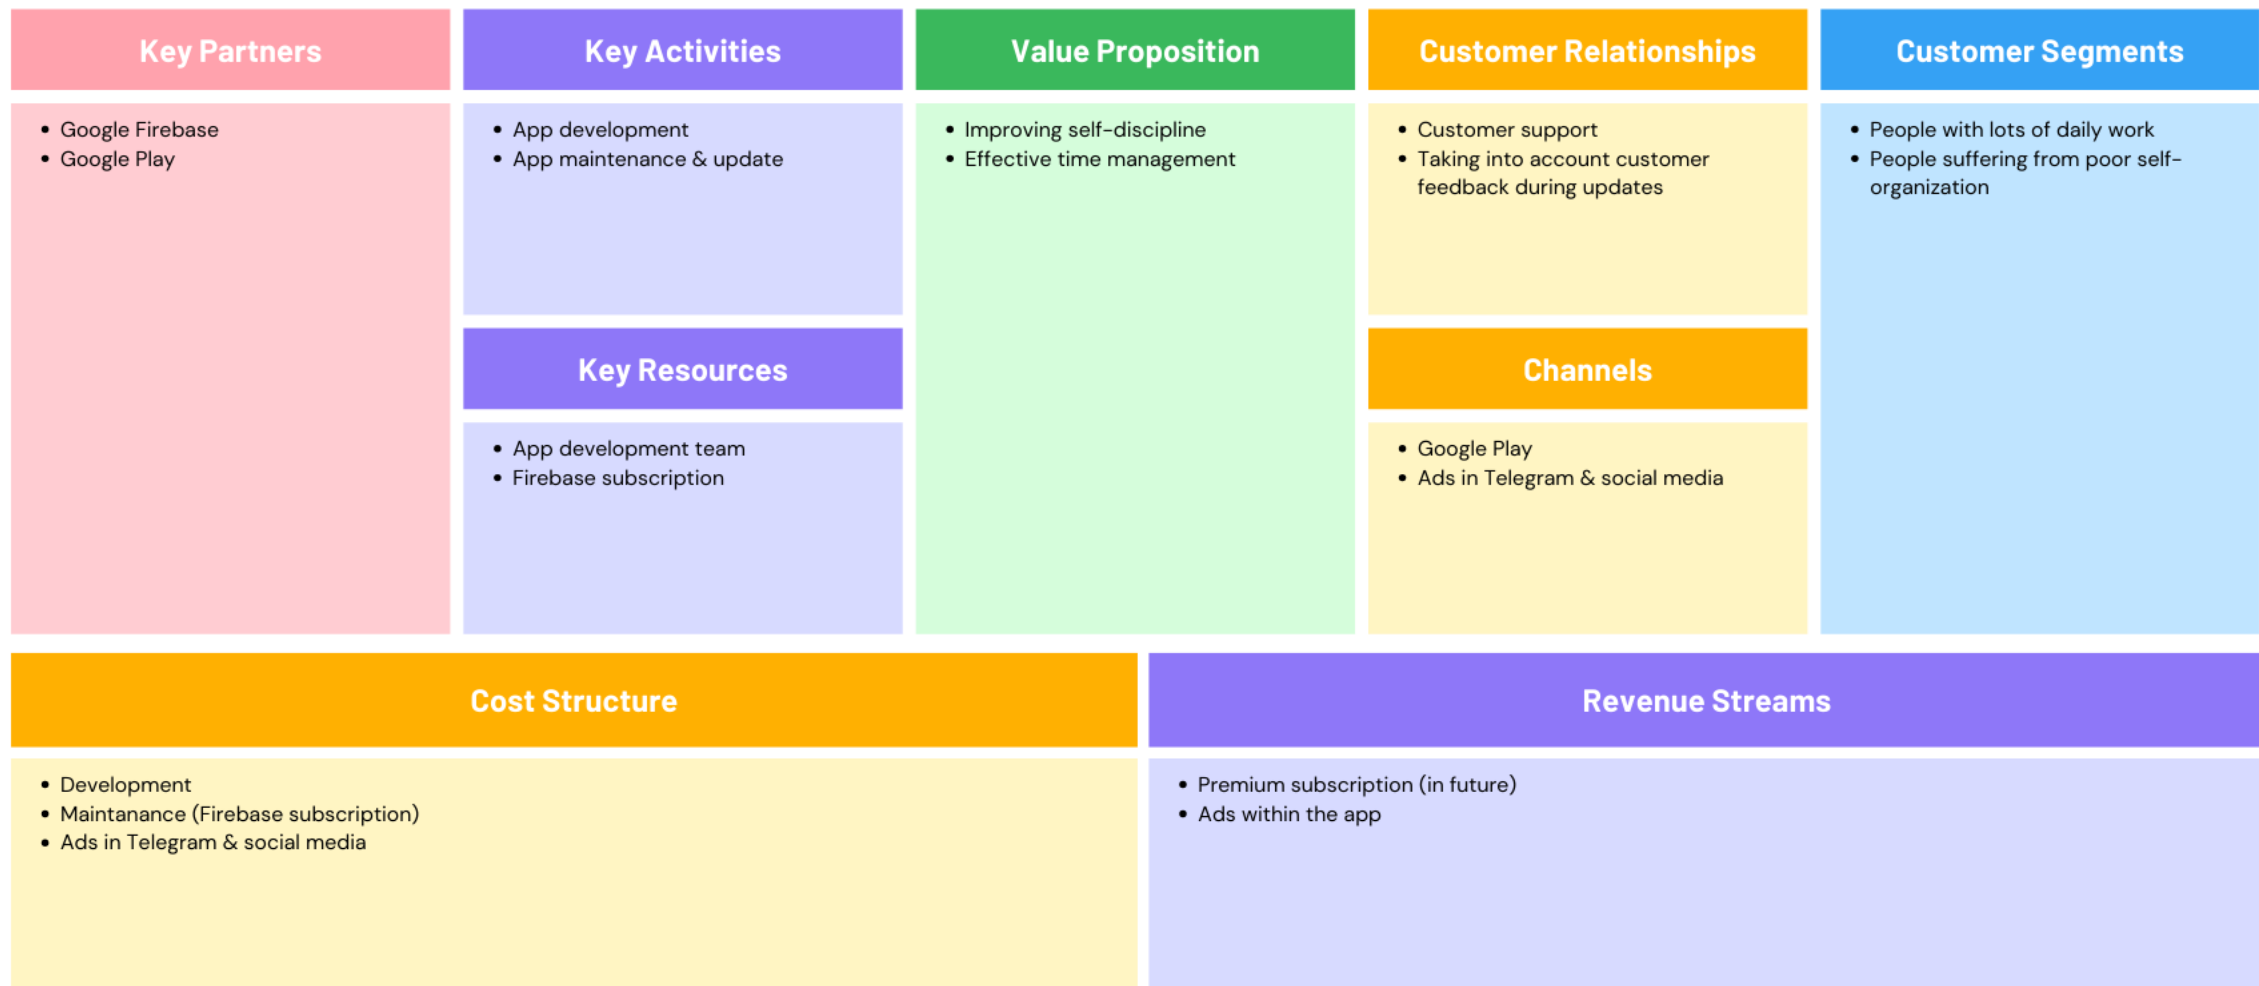 Key Partners
• Google Firebase
• Google Play
Key Activities
• App development
• App maintenance & update
Key Resources
• App development team
• Firebase subscription
Value Proposition
• Improving self-discipline
• Effective time management
Customer Relationships
• Customer support
• Taking into account customer
feedback during updates
Channels
• Google Play
• Ads in Telegram & social media
Customer Segments
• People with lots of daily work
• People suffering from poor self-
organization
Cost Structure
• Development
• Maintanance (Firebase subscription)
• Ads in Telegram & social media
Revenue Streams
• Premium subscription (in future)
• Ads within the app